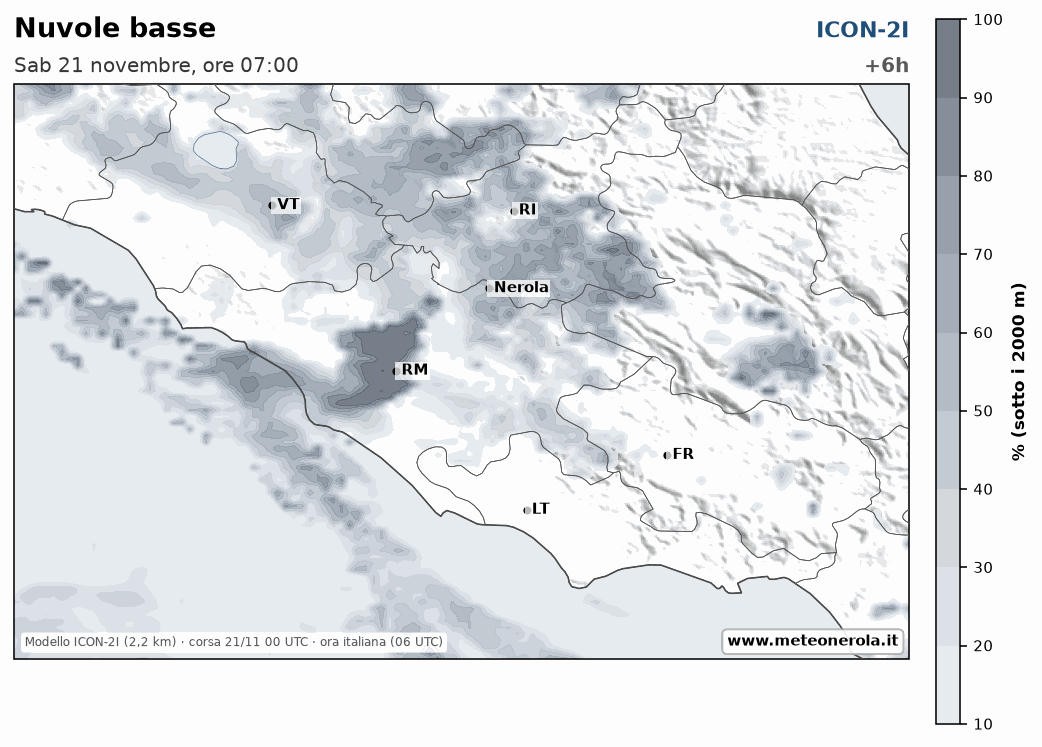 Nuvole basse
ICON-2I
Sab 21 novembre, ore 07:00
+6h
VT
RI
Nerola
RM
FR
LT
Modello ICON-2I (2,2 km) · corsa 21/11 00 UTC · ora italiana (06 UTC)
www.meteonerola.it
100
90
80
70
60
50
40
30
20
10
% (sotto i 2000 m)